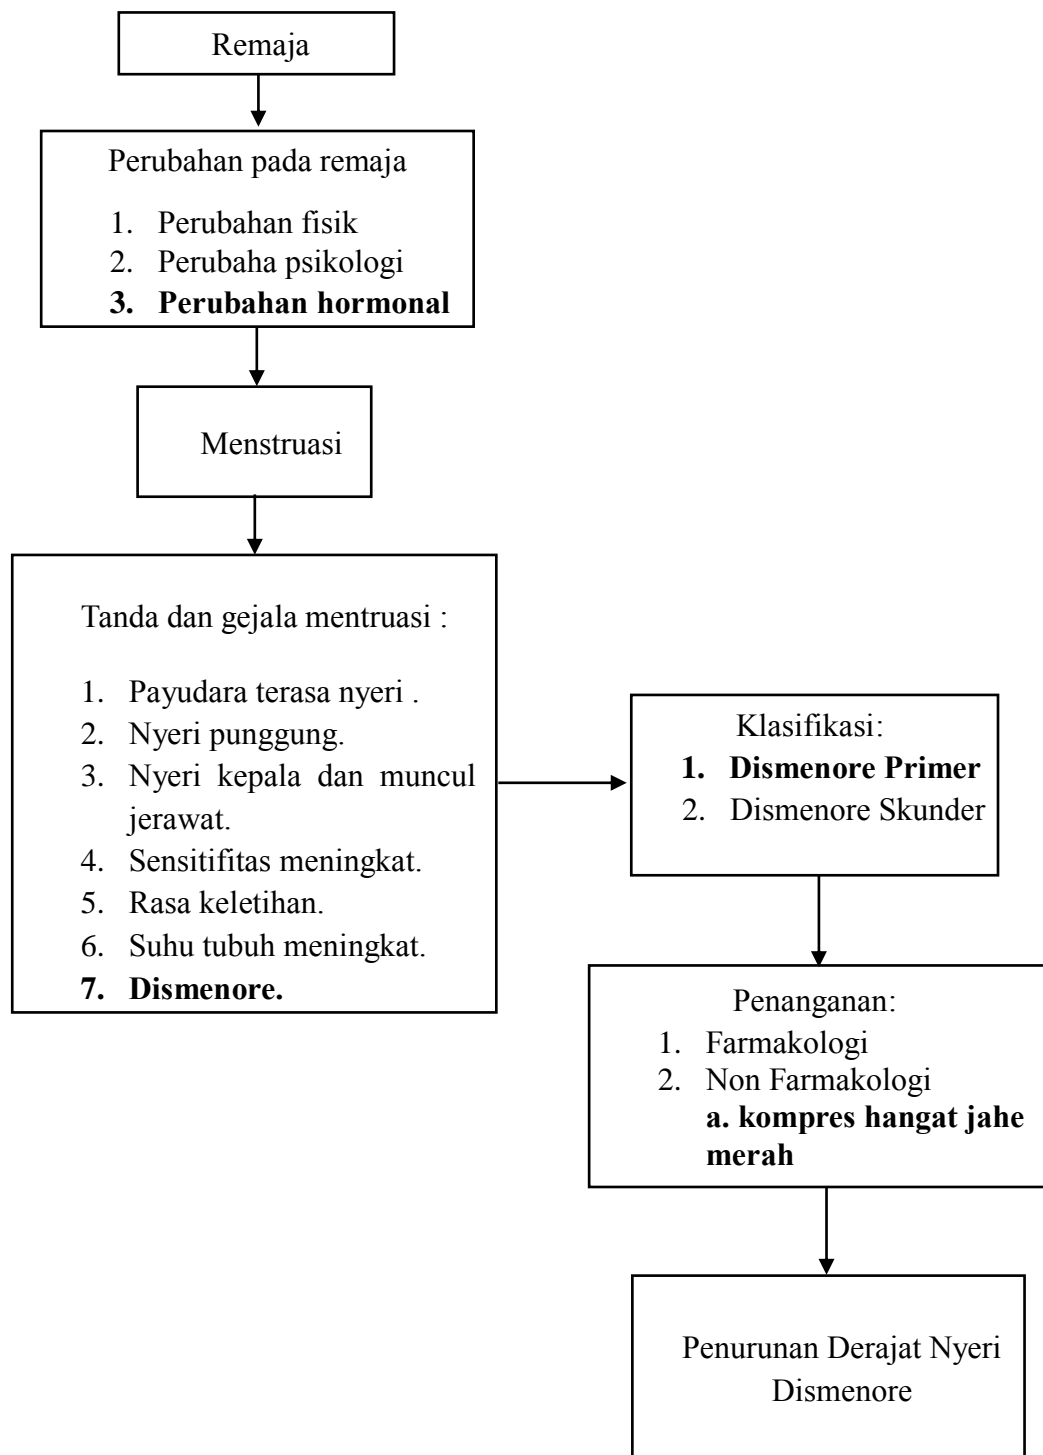 Remaja
Perubahan pada remaja
1. Perubahan fisik
2. Perubaha psikologi
3. Perubahan hormonal
Menstruasi
Tanda dan gejala mentruasi :
1. Payudara terasa nyeri .
2. Nyeri punggung.
3. Nyeri kepala dan muncul
jerawat.
4. Sensitifitas meningkat.
5. Rasa keletihan.
6. Suhu tubuh meningkat.
7. Dismenore.
Klasifikasi:
1. Dismenore Primer
2. Dismenore Skunder
Penanganan:
1. Farmakologi
2. Non Farmakologi
a. kompres hangat jahe
merah
Penurunan Derajat Nyeri
Dismenore